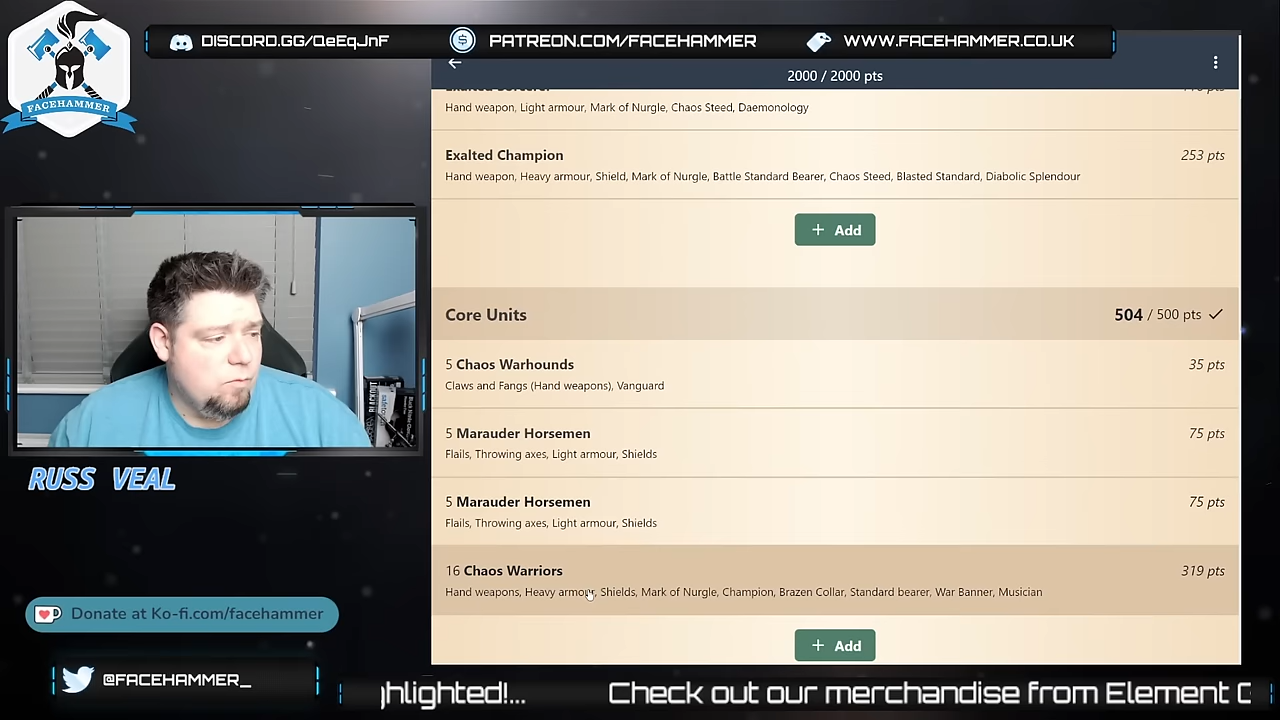 DISCORD.GG/QeEqJnF
PATREON.COM/FACEHAMMER
WWW.FACEHAMMER.CO.UK
FACEHAMMER
2000 / 2000 pts
Hand weapon, Light armour, Mark of Nurgle, Chaos Steed, Daemonology
Exalted Champion
253 pts
Hand weapon, Heavy armour, Shield, Mark of Nurgle, Battle Standard Bearer, Chaos Steed, Blasted Standard, Diabolic Splendour
+ Add
Core Units
504 / 500 pts
5 Chaos Warhounds
35 pts
Claws and Fangs (Hand weapons), Vanguard
5 Marauder Horsemen
75 pts
Flails, Throwing axes, Light armour, Shields
5 Marauder Horsemen
75 pts
Flails, Throwing axes, Light armour, Shields
16 Chaos Warriors
319 pts
Hand weapons, Heavy armour, Shields, Mark of Nurgle, Champion, Brazen Collar, Standard bearer, War Banner, Musician
+ Add
RUSS VEAL
Donate at Ko-fi.com/facehammer
@FACEHAMMER_
hlighted!... Check out our merchandise from Element